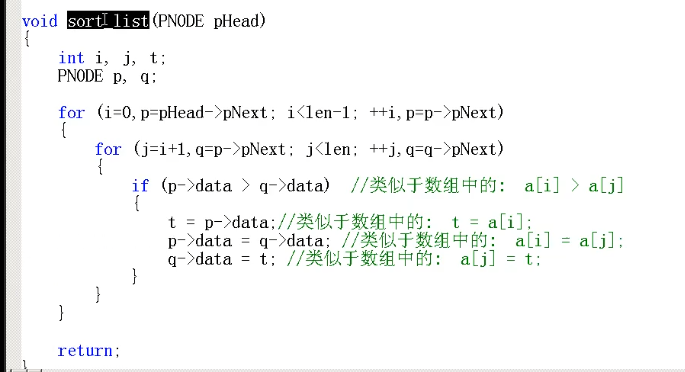 void sort_list(PNODE pHead)
{
    int i, j, t;
    PNODE p, q;

    for (i=0,p=pHead->pNext; i<len-1; ++i,p=p->pNext)
    {
        for (j=i+1,q=p->pNext; j<len; ++j,q=q->pNext)
        {
            if (p->data > q->data)  //类似于数组中的:  a[i] > a[j]
            {
                t = p->data;//类似于数组中的:  t = a[i];
                p->data = q->data; //类似于数组中的:  a[i] = a[j];
                q->data = t; //类似于数组中的:  a[j] = t;
            }
        }
    }

    return;
}